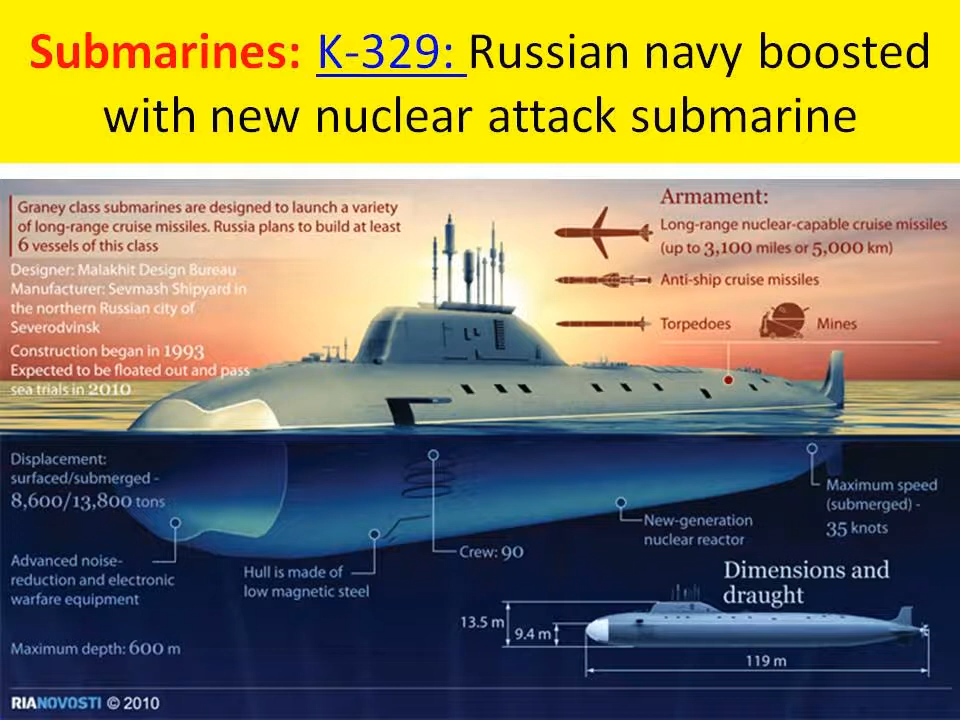 Submarines: K-329: Russian navy boosted
with new nuclear attack submarine
Graney class submarines are designed to launch a variety
of long-range cruise missiles. Russia plans to build at least
6 vessels of this class
Designer: Malakhit Design Bureau
Manufacturer: Sevmash Shipyard in
the northern Russian city of
Severodvinsk
Construction began in 1993
Expected to be floated out and pass
sea trials in 2010
Armament:
Long-range nuclear-capable cruise missiles
(up to 3,100 miles or 5,000 km)
Anti-ship cruise missiles
Torpedoes
Mines
Displacement:
surfaced/submerged -
8,600/13,800 tons
Advanced noise-
reduction and electronic
warfare equipment
Maximum depth: 600 m
Hull is made of
low magnetic steel
Crew: 90
New-generation
nuclear reactor
Maximum speed
(submerged) -
35 knots
Dimensions and
draught
13.5 m
9.4 m
119 m
RIANOVOSTI © 2010